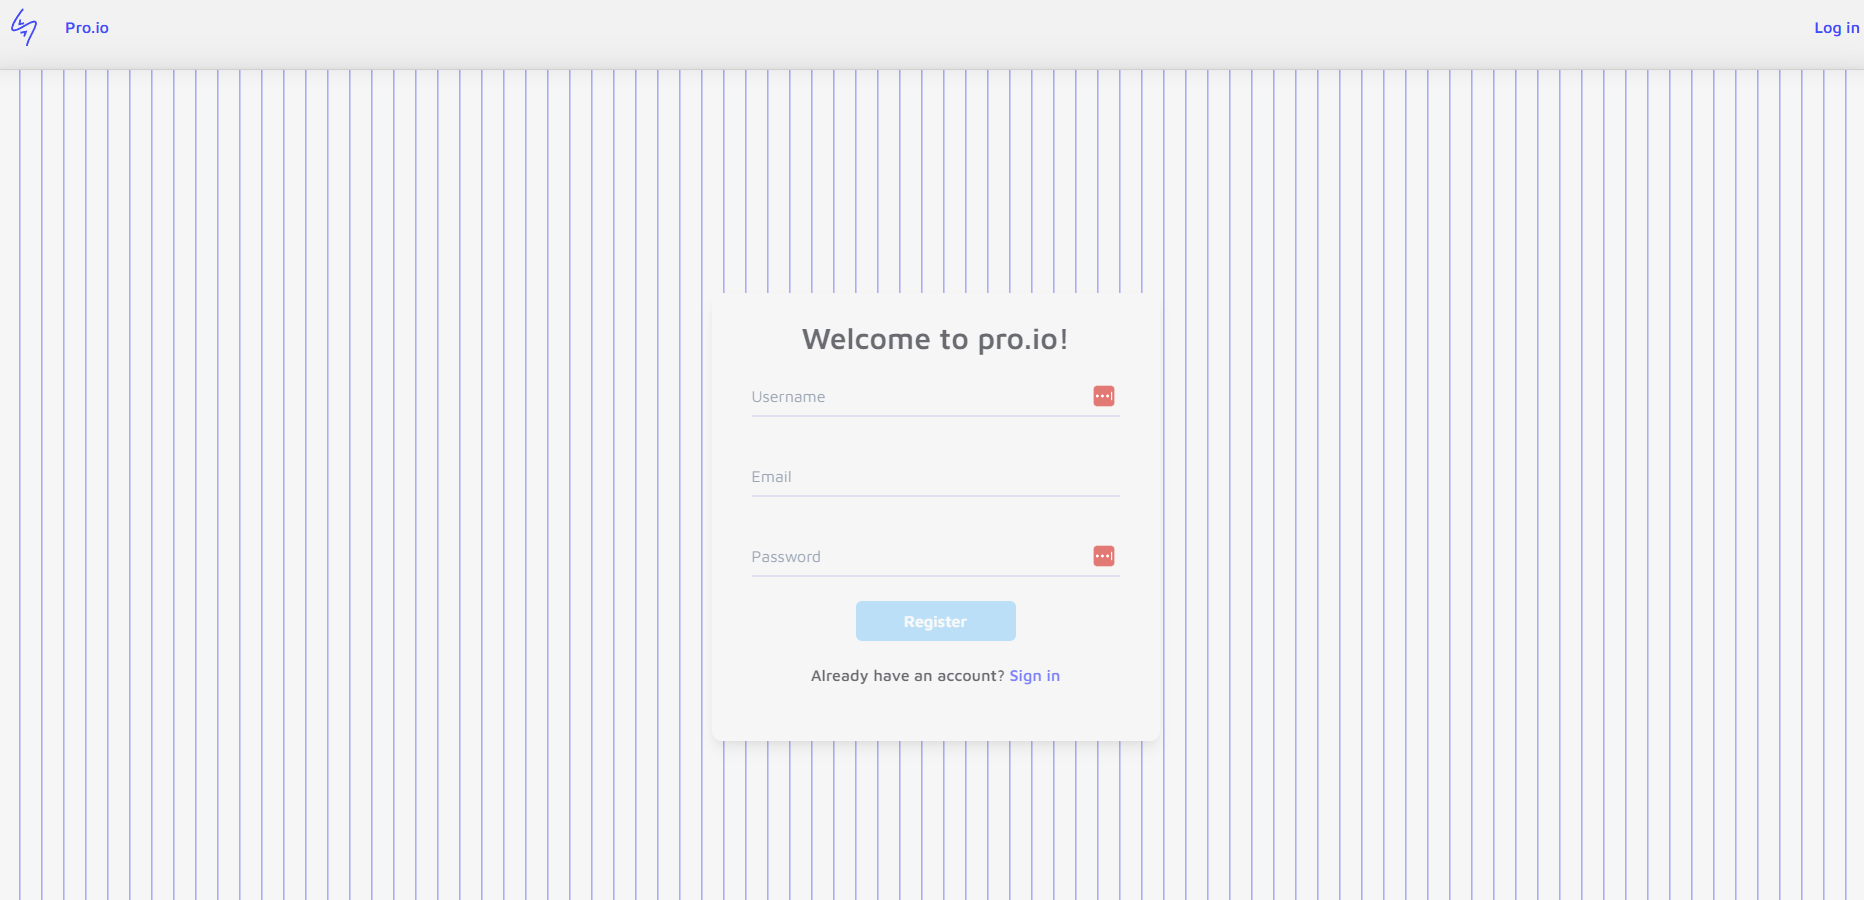 Pro.io
Log in
Welcome to pro.io!
Username
Email
Password
Register
Already have an account? Sign in